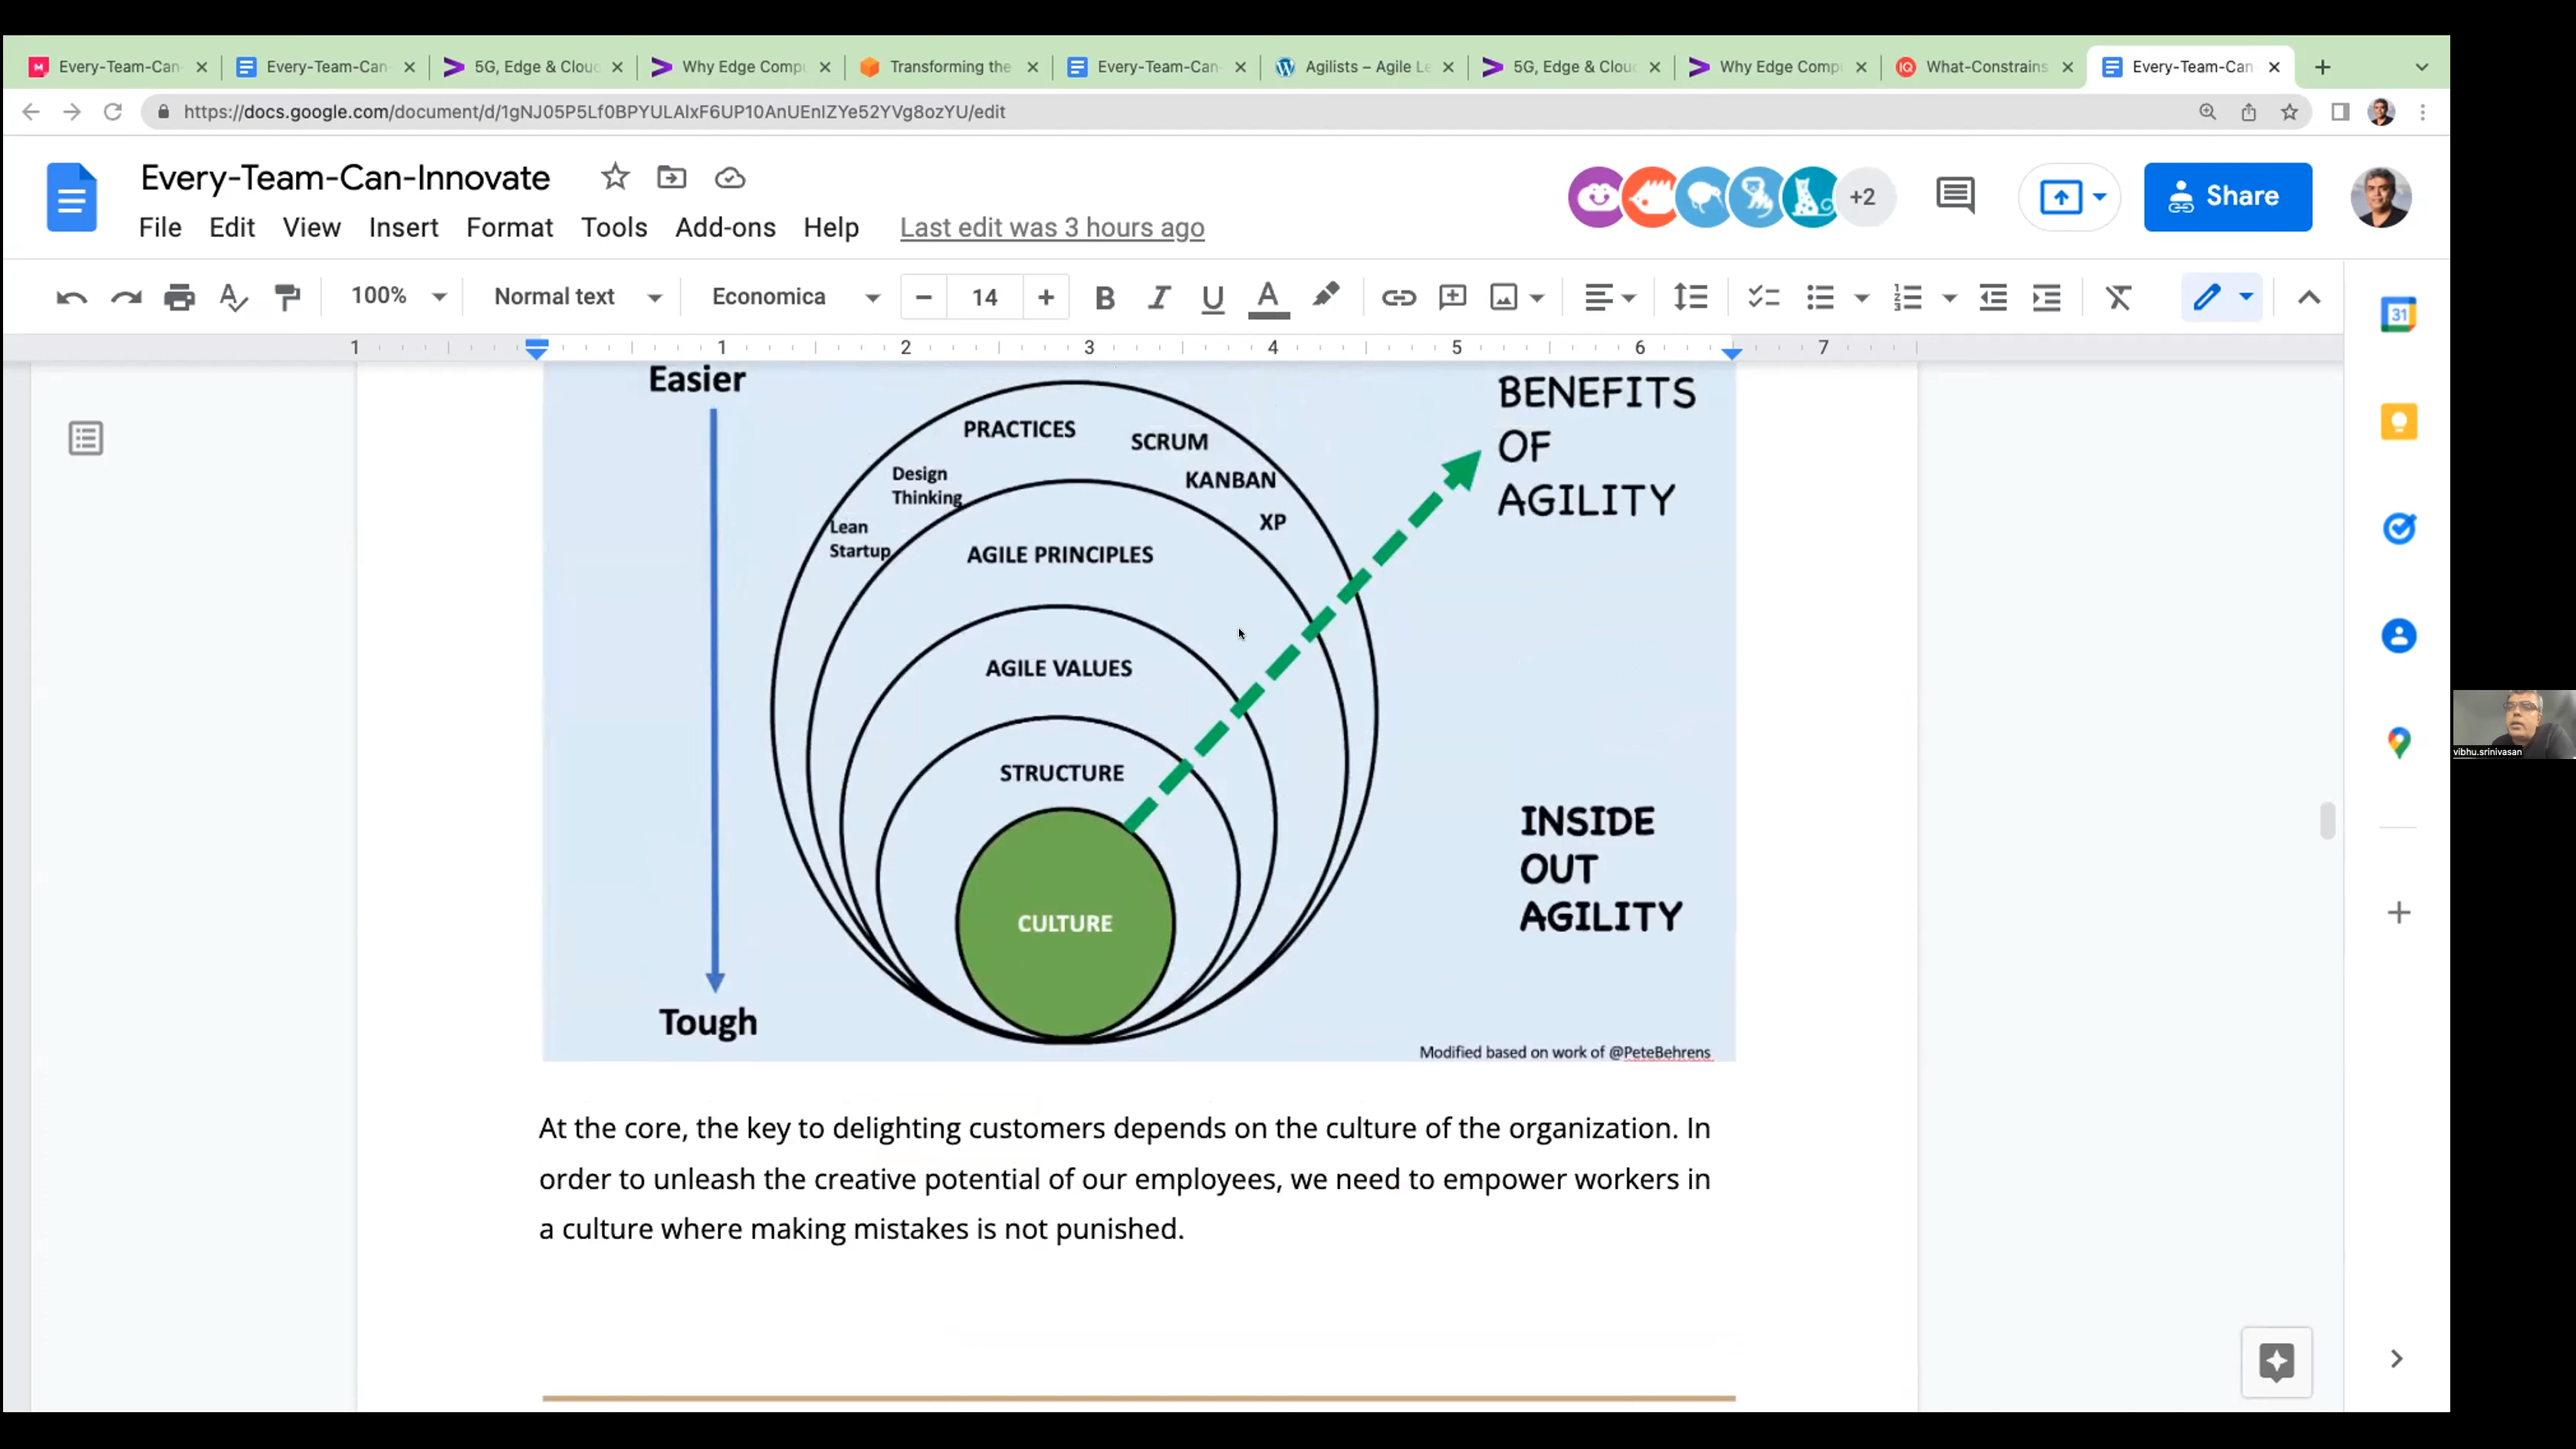 Every-Team-Can-
Every-Team-Can-
5G, Edge & Clou
Why Edge Comp
Transforming the
Every-Team-Can-
Agilists – Agile Le
5G, Edge & Clou
Why Edge Comp
What-Constrains
Every-Team-Can
https://docs.google.com/document/d/1gNJ05P5Lf0BPYULAlxF6UP10AnUEnIZYe52YVg8ozYU/edit
Every-Team-Can-Innovate
+2
Share
File Edit View Insert Format Tools Add-ons Help Last edit was 3 hours ago
100% Normal text Economica − 14 + B I U A
31
1 1 2 3 4 5 6 7
Easier
PRACTICES
SCRUM
Design
Thinking
KANBAN
Lean
Startup
XP
AGILE PRINCIPLES
AGILE VALUES
STRUCTURE
CULTURE
Tough
BENEFITS
OF
AGILITY
INSIDE
OUT
AGILITY
Modified based on work of @PeteBehrens
vibhu.srinivasan
At the core, the key to delighting customers depends on the culture of the organization. In
order to unleash the creative potential of our employees, we need to empower workers in
a culture where making mistakes is not punished.